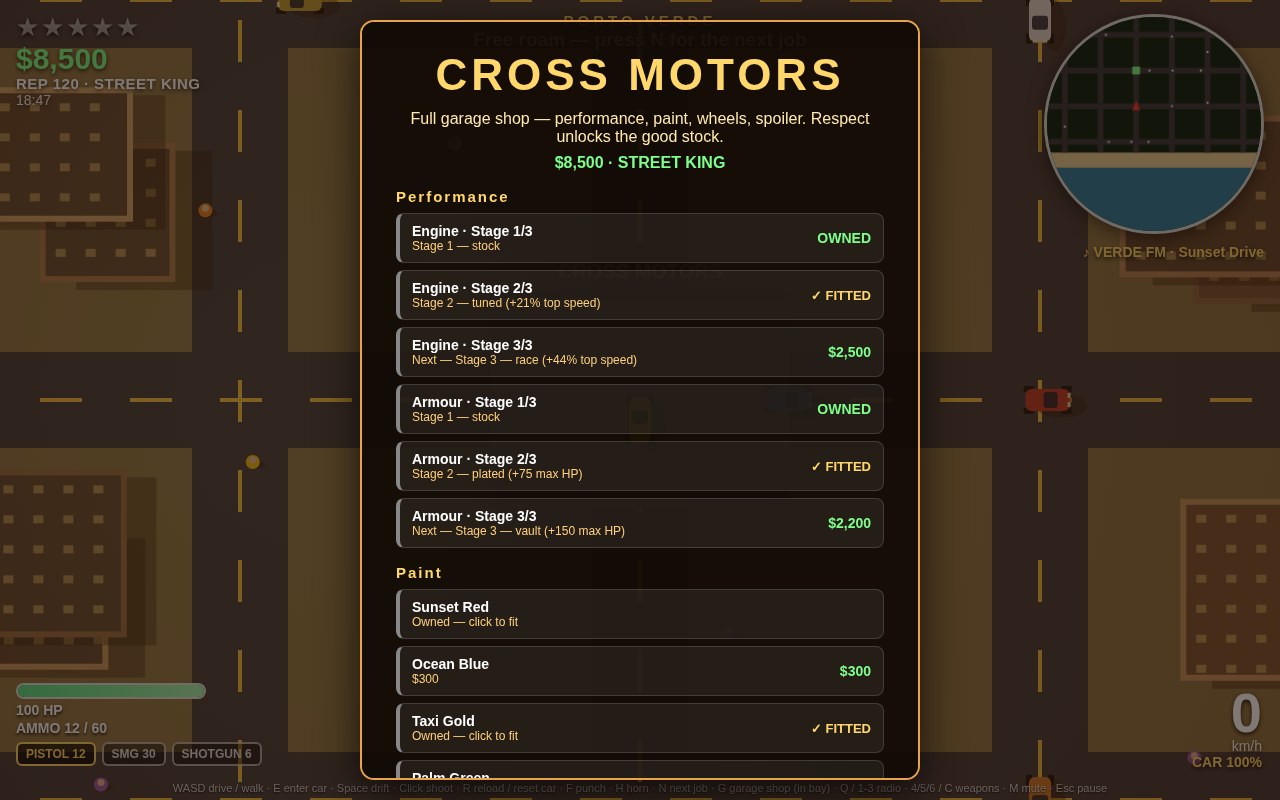 ★★★★★
$8,500
REP 120 · STREET KING
18:47
PORTO VERDE
Free roam — press N for the next job
CROSS MOTORS
Full garage shop — performance, paint, wheels, spoiler. Respect
unlocks the good stock.
$8,500 · STREET KING
Performance
Engine · Stage 1/3
Stage 1 — stock
OWNED
Engine · Stage 2/3
Stage 2 — tuned (+21% top speed)
✓ FITTED
Engine · Stage 3/3
Next — Stage 3 — race (+44% top speed)
$2,500
Armour · Stage 1/3
Stage 1 — stock
OWNED
Armour · Stage 2/3
Stage 2 — plated (+75 max HP)
✓ FITTED
Armour · Stage 3/3
Next — Stage 3 — vault (+150 max HP)
$2,200
Paint
Sunset Red
Owned — click to fit
Ocean Blue
$300
$300
Taxi Gold
Owned — click to fit
✓ FITTED
Palm Green
CROSS MOTORS
♪ VERDE FM · Sunset Drive
100 HP
AMMO 12 / 60
PISTOL 12
SMG 30
SHOTGUN 6
0
km/h
CAR 100%
WASD drive / walk · E enter car · Space drift · Click shoot · R reload / reset car · F punch · H horn · N next job · G garage shop (in bay) · Q / 1-3 radio · 4/5/6 / C weapons · M mute · Esc pause